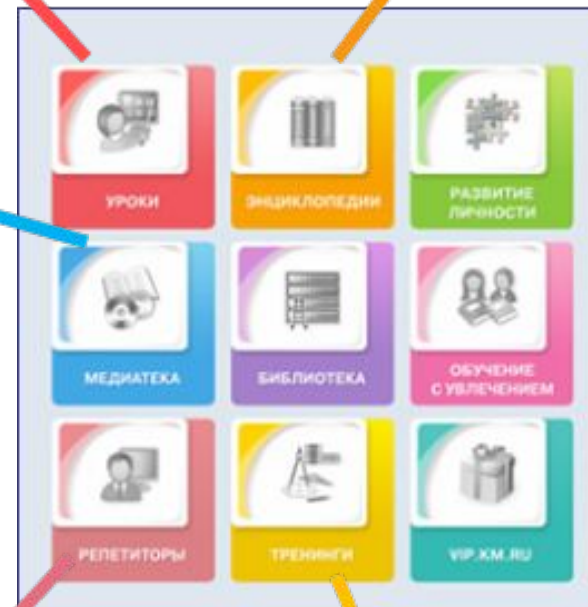 УРОКИ
ЭНЦИКЛОПЕДИИ
РАЗВИТИЕ
ЛИЧНОСТИ
МЕДИАТЕКА
БИБЛИОТЕКА
ОБУЧЕНИЕ
С УВЛЕЧЕНИЕМ
РЕПЕТИТОРЫ
ТРЕНИНГИ
VIP.KM.RU